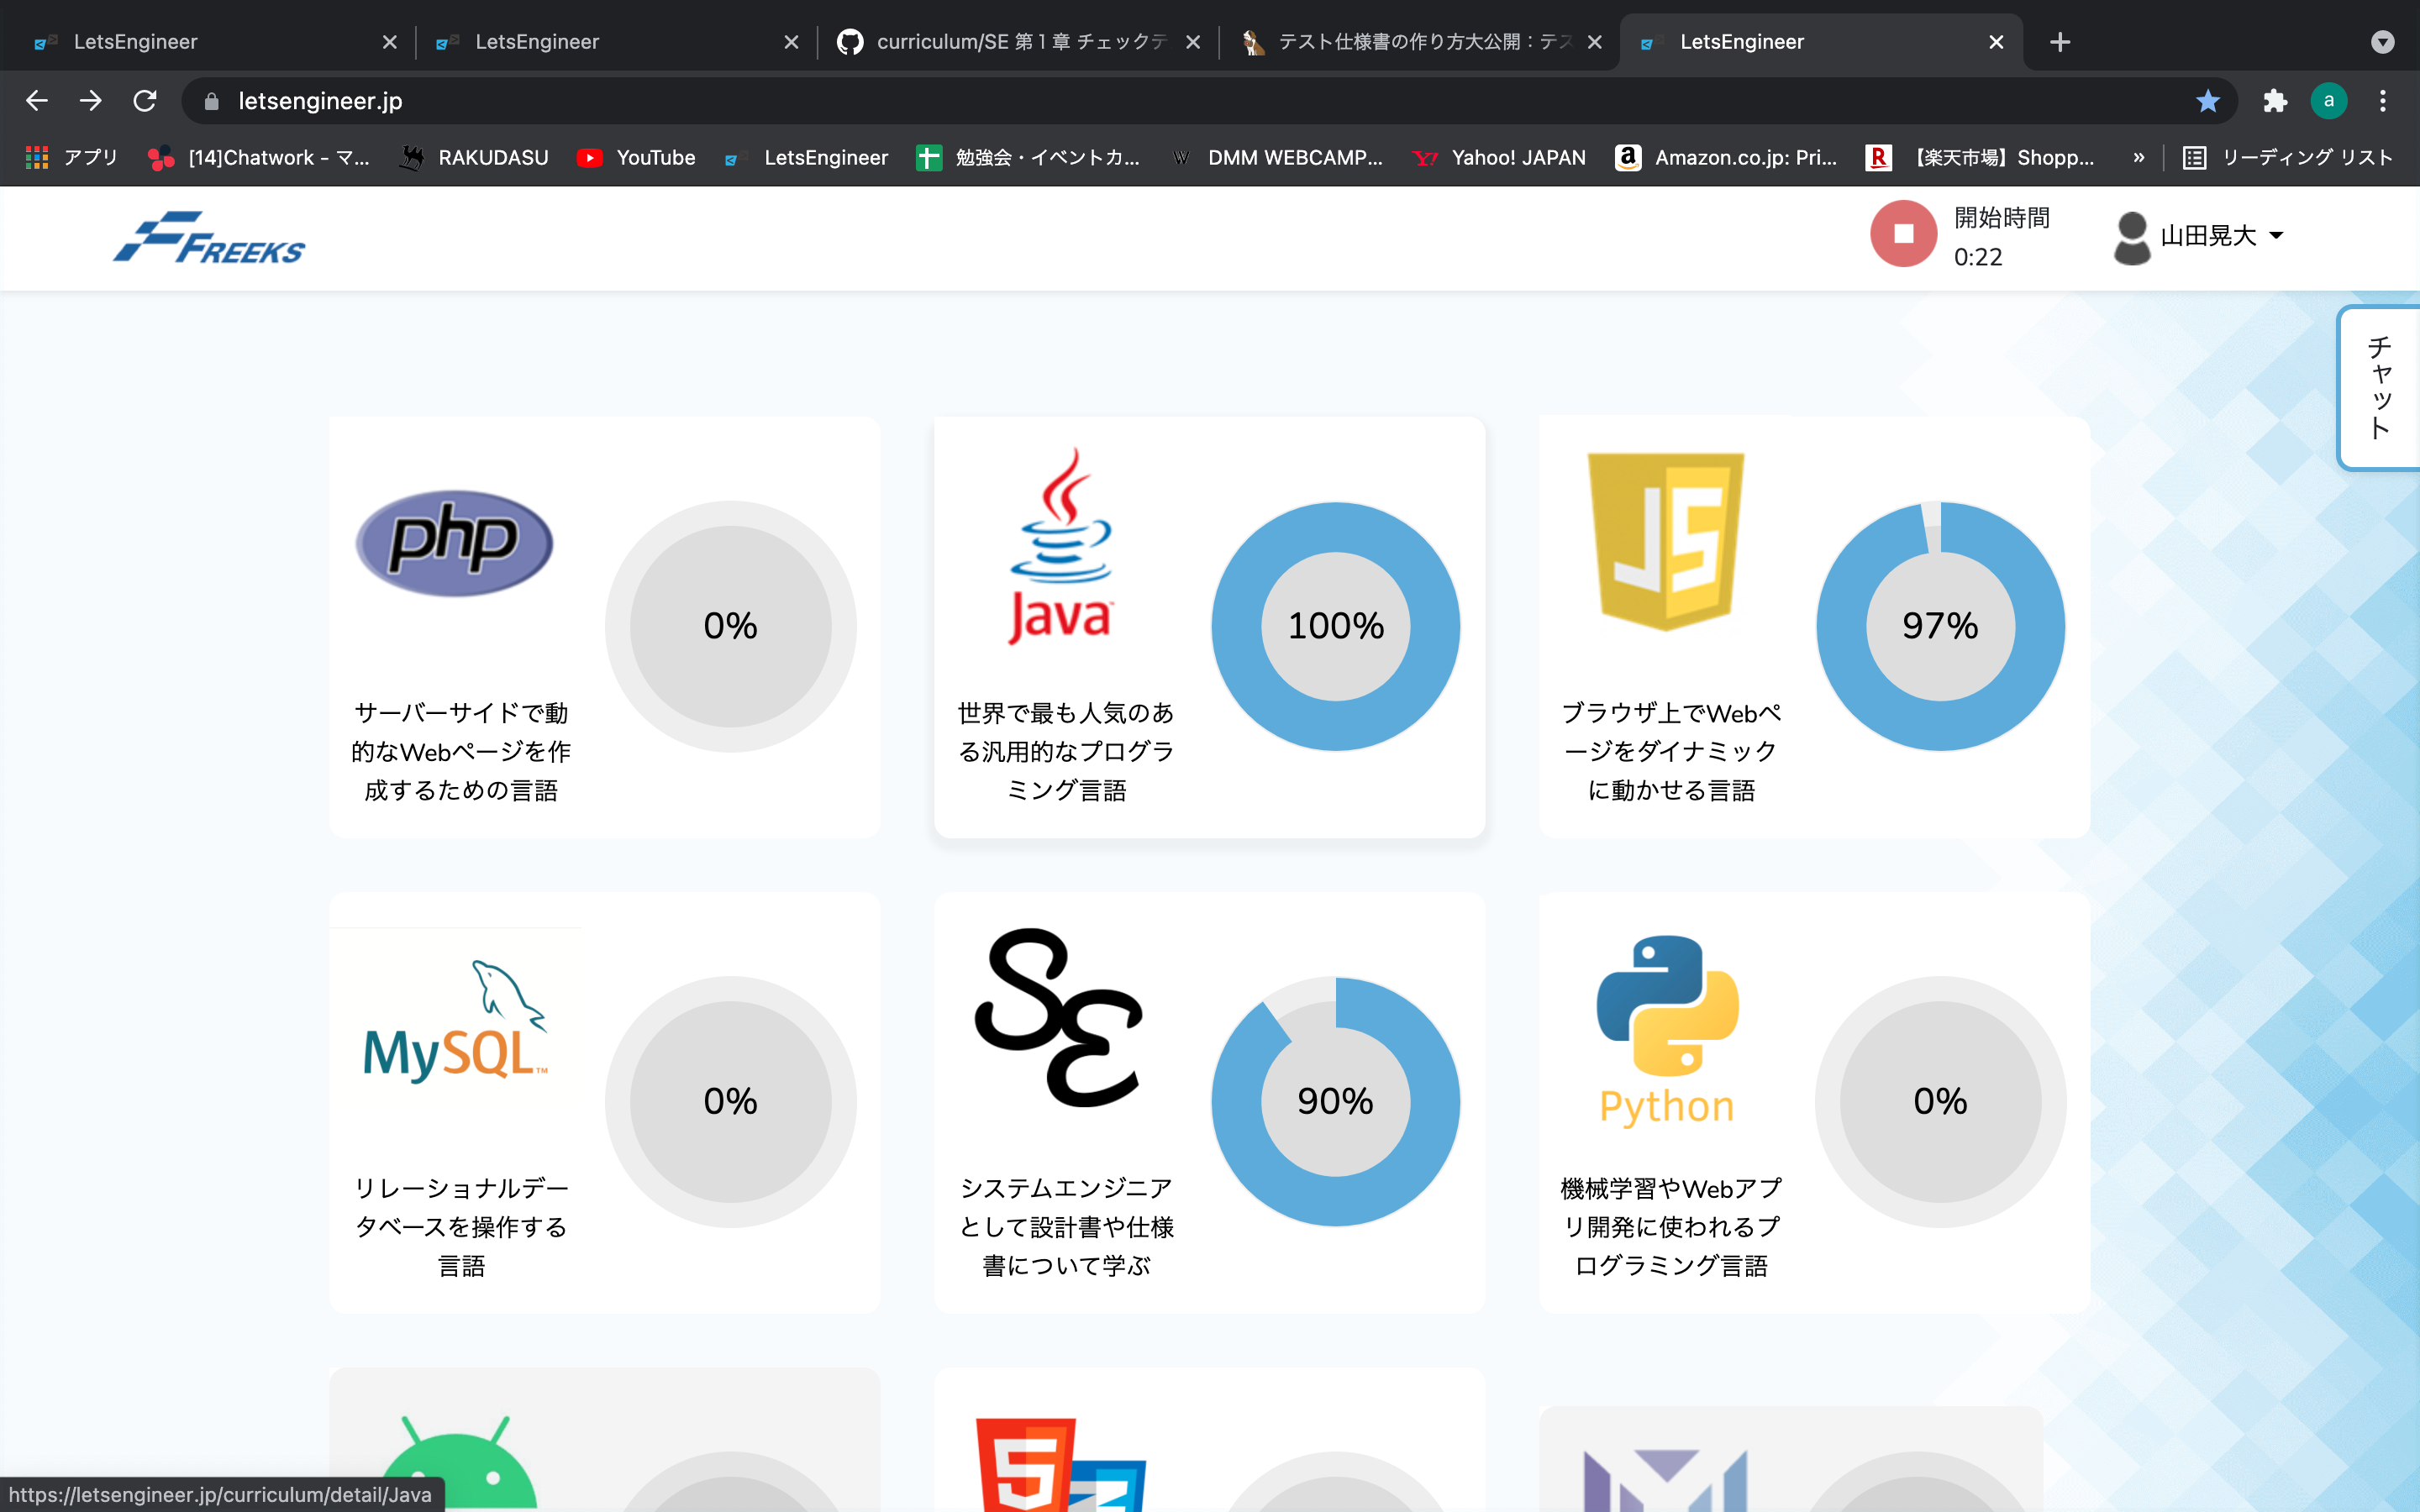 LetsEngineer
LetsEngineer
curriculum/SE 第1章 チェックテ
テスト仕様書の作り方大公開：テス
LetsEngineer
letsengineer.jp
a
アプリ
[14]Chatwork - マ...
RAKUDASU
YouTube
LetsEngineer
勉強会・イベントカ...
W
DMM WEBCAMP...
Y!
Yahoo! JAPAN
a
Amazon.co.jp: Pri...
R
【楽天市場】Shopp...
»
リーディング リスト
FREEKS
開始時間
0:22
山田晃大
チャット
php
0%
サーバーサイドで動
的なWebページを作
成するための言語
Java
100%
世界で最も人気のあ
る汎用的なプログラ
ミング言語
JS
97%
ブラウザ上でWebペ
ージをダイナミック
に動かせる言語
MySQL™
0%
リレーショナルデー
タベースを操作する
言語
SE
90%
システムエンジニア
として設計書や仕様
書について学ぶ
Python
0%
機械学習やWebアプ
リ開発に使われるプ
ログラミング言語
5
https://letsengineer.jp/curriculum/detail/Java